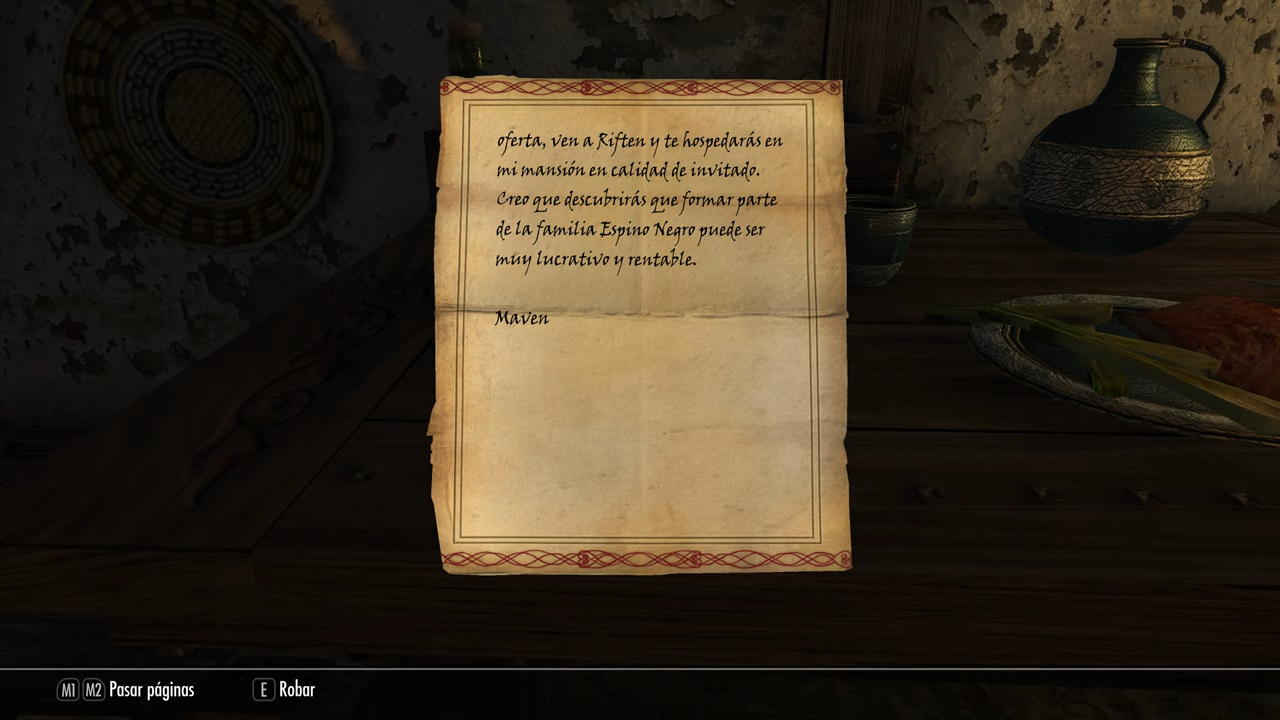 oferta, ven a Riften y te hospedarás en
mi mansión en calidad de invitado.
Creo que descubrirás que formar parte
de la familia Espino Negro puede ser
muy lucrativo y rentable.
Maven
M1 M2 Pasar páginas
E Robar